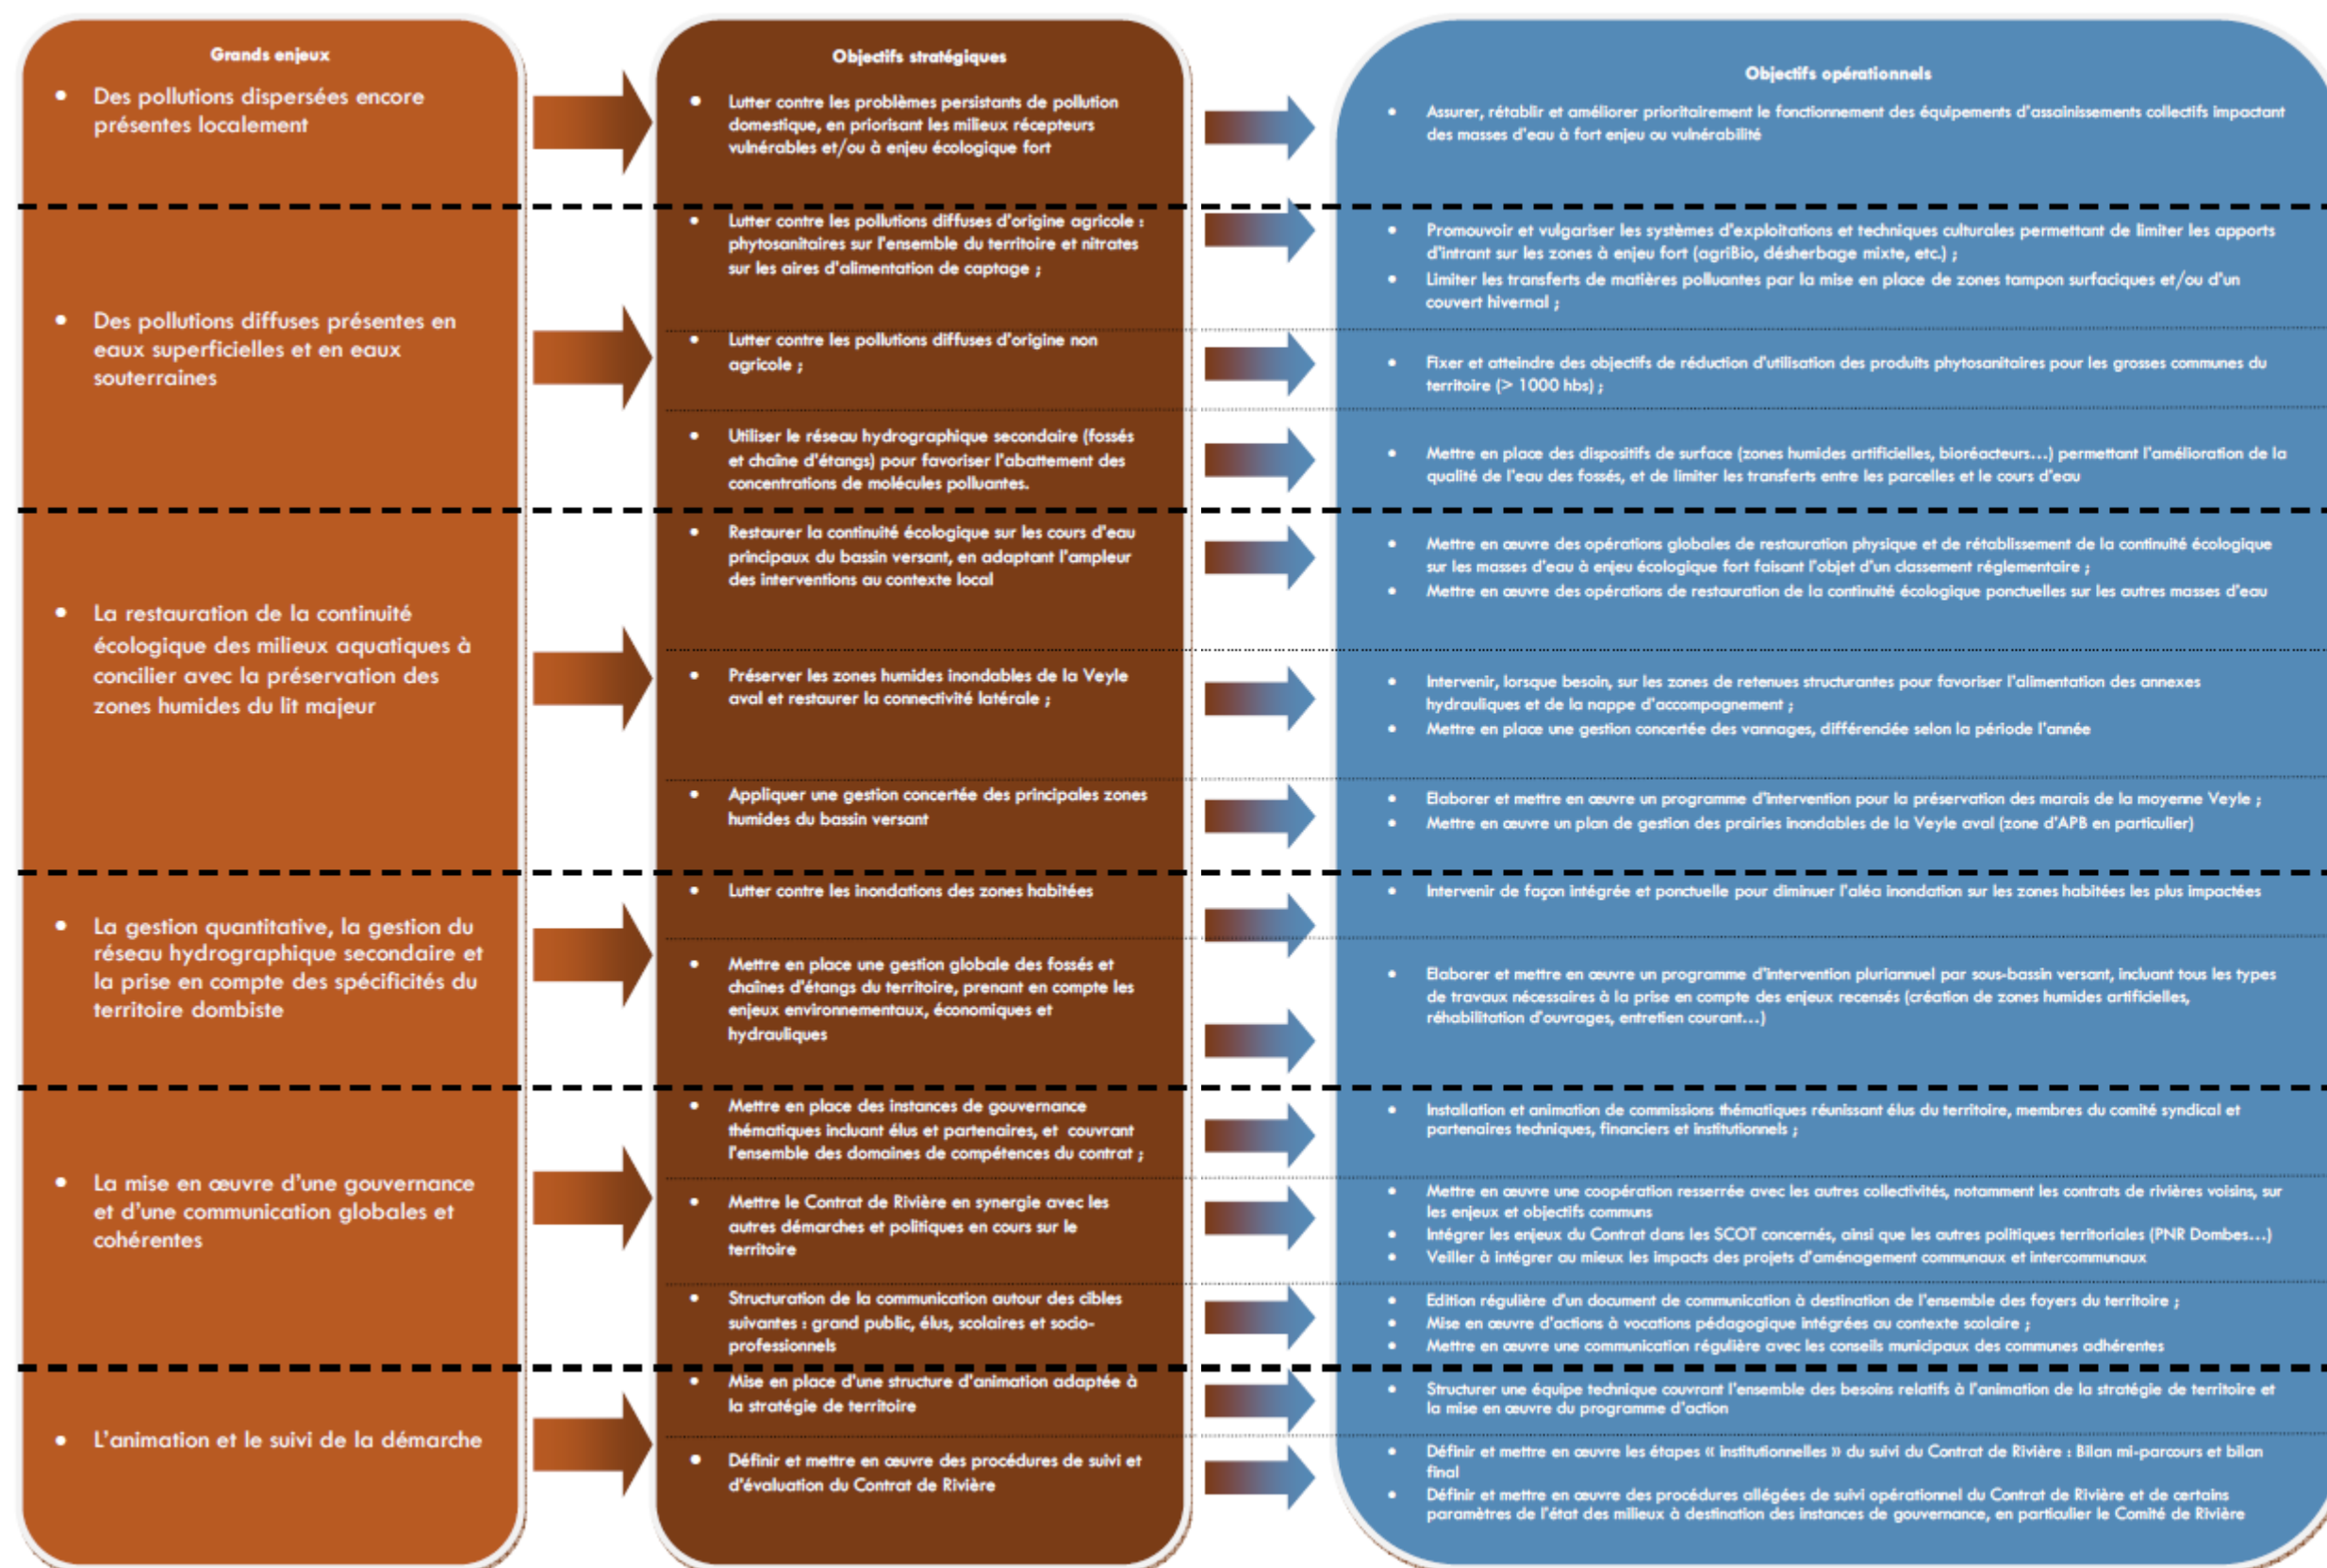 Grands enjeux
Des pollutions dispersées encore
présentes localement
Des pollutions diffuses présentes en
eaux superficielles et en eaux
souterraines
La restauration de la continuité
écologique des milieux aquatiques à
concilier avec la préservation des
zones humides du lit majeur
La gestion quantitative, la gestion du
réseau hydrographique secondaire et
la prise en compte des spécificités du
territoire dombiste
La mise en œuvre d'une gouvernance
et d'une communication globales et
cohérentes
L'animation et le suivi de la démarche
Objectifs stratégiques
Lutter contre les problèmes persistants de pollution
domestique, en priorisant les milieux récepteurs
vulnérables et/ou à enjeu écologique fort
Lutter contre les pollutions diffuses d'origine agricole :
phytosanitaires sur l'ensemble du territoire et nitrates
sur les aires d'alimentation de captage ;
Lutter contre les pollutions diffuses d'origine non
agricole ;
Utiliser le réseau hydrographique secondaire (fossés
et chaîne d'étangs) pour favoriser l'abattement des
concentrations de molécules polluantes.
Restaurer la continuité écologique sur les cours d'eau
principaux du bassin versant, en adaptant l'ampleur
des interventions au contexte local
Préserver les zones humides inondables de la Veyle
aval et restaurer la connectivité latérale ;
Appliquer une gestion concertée des principales zones
humides du bassin versant
Lutter contre les inondations des zones habitées
Mettre en place une gestion globale des fossés et
chaînes d'étangs du territoire, prenant en compte les
enjeux environnementaux, économiques et
hydrauliques
Mettre en place des instances de gouvernance
thématiques incluant élus et partenaires, et couvrant
l'ensemble des domaines de compétences du contrat ;
Mettre le Contrat de Rivière en synergie avec les
autres démarches et politiques en cours sur le
territoire
Structuration de la communication autour des cibles
suivantes : grand public, élus, scolaires et socio-
professionnels
Mise en place d'une structure d'animation adaptée à
la stratégie de territoire
Définir et mettre en œuvre des procédures de suivi et
d'évaluation du Contrat de Rivière
Objectifs opérationnels
Assurer, rétablir et améliorer prioritairement le fonctionnement des équipements d'assainissements collectifs impactant
des masses d'eau à fort enjeu ou vulnérabilité
Promouvoir et vulgariser les systèmes d'exploitations et techniques culturales permettant de limiter les apports
d'intrant sur les zones à enjeu fort (agriBio, désherbage mixte, etc.) ;
Limiter les transferts de matières polluantes par la mise en place de zones tampon surfaciques et/ou d'un
couvert hivernal ;
Fixer et atteindre des objectifs de réduction d'utilisation des produits phytosanitaires pour les grosses communes du
territoire (> 1000 hbs) ;
Mettre en place des dispositifs de surface (zones humides artificielles, bioréacteurs...) permettant l'amélioration de la
qualité de l'eau des fossés, et de limiter les transferts entre les parcelles et le cours d'eau
Mettre en œuvre des opérations globales de restauration physique et de rétablissement de la continuité écologique
sur les masses d'eau à enjeu écologique fort faisant l'objet d'un classement réglementaire ;
Mettre en œuvre des opérations de restauration de la continuité écologique ponctuelles sur les autres masses d'eau
Intervenir, lorsque besoin, sur les zones de retenues structurantes pour favoriser l'alimentation des annexes
hydrauliques et de la nappe d'accompagnement ;
Mettre en place une gestion concertée des vannages, différenciée selon la période l'année
Elaborer et mettre en œuvre un programme d'intervention pour la préservation des marais de la moyenne Veyle ;
Mettre en œuvre un plan de gestion des prairies inondables de la Veyle aval (zone d'APB en particulier)
Intervenir de façon intégrée et ponctuelle pour diminuer l'aléa inondation sur les zones habitées les plus impactées
Elaborer et mettre en œuvre un programme d'intervention pluriannuel par sous-bassin versant, incluant tous les types
de travaux nécessaires à la prise en compte des enjeux recensés (création de zones humides artificielles,
réhabilitation d'ouvrages, entretien courant...)
Installation et animation de commissions thématiques réunissant élus du territoire, membres du comité syndical et
partenaires techniques, financiers et institutionnels ;
Mettre en œuvre une coopération resserrée avec les autres collectivités, notamment les contrats de rivières voisins, sur
les enjeux et objectifs communs
Intégrer les enjeux du Contrat dans les SCOT concernés, ainsi que les autres politiques territoriales (PNR Dombes...)
Veiller à intégrer au mieux les impacts des projets d'aménagement communaux et intercommunaux
Edition régulière d'un document de communication à destination de l'ensemble des foyers du territoire ;
Mise en œuvre d'actions à vocations pédagogique intégrées au contexte scolaire ;
Mettre en œuvre une communication régulière avec les conseils municipaux des communes adhérentes
Structurer une équipe technique couvrant l'ensemble des besoins relatifs à l'animation de la stratégie de territoire et
la mise en œuvre du programme d'action
Définir et mettre en œuvre les étapes « institutionnelles » du suivi du Contrat de Rivière : Bilan mi-parcours et bilan
final
Définir et mettre en œuvre des procédures allégées de suivi opérationnel du Contrat de Rivière et de certains
paramètres de l'état des milieux à destination des instances de gouvernance, en particulier le Comité de Rivière